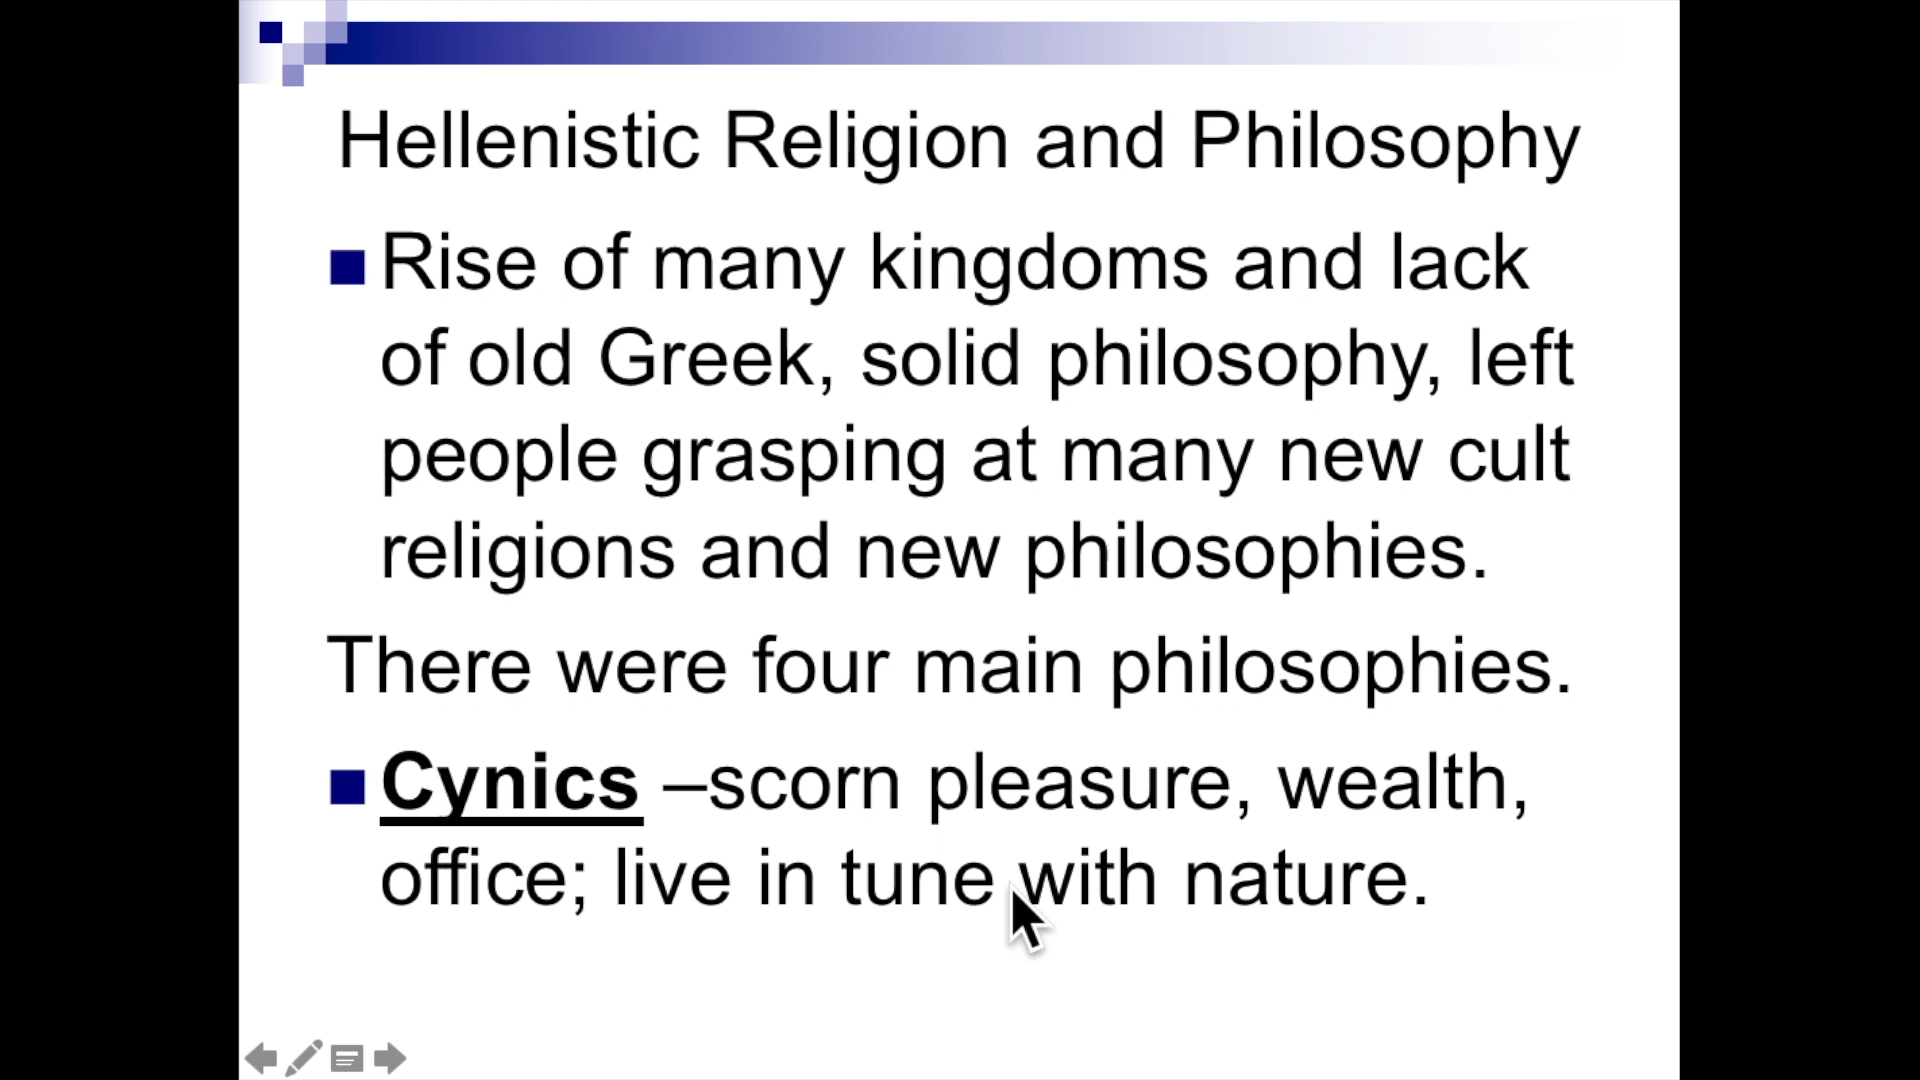 Hellenistic Religion and Philosophy
Rise of many kingdoms and lack
of old Greek, solid philosophy, left
people grasping at many new cult
religions and new philosophies.
There were four main philosophies.
Cynics –scorn pleasure, wealth,
office; live in tune with nature.